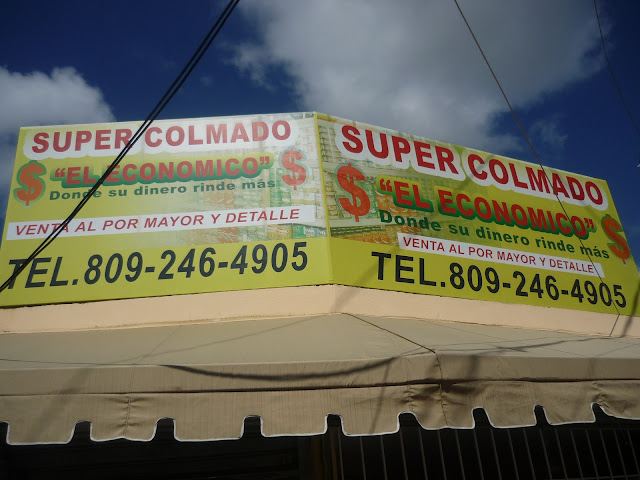 SUPER COLMADO
$ "EL ECONOMICO" $
Donde su dinero rinde más
VENTA AL POR MAYOR Y DETALLE
TEL. 809-246-4905
SUPER COLMADO
$ "EL ECONOMICO" $
Donde su dinero rinde más
VENTA AL POR MAYOR Y DETALLE
TEL. 809-246-4905